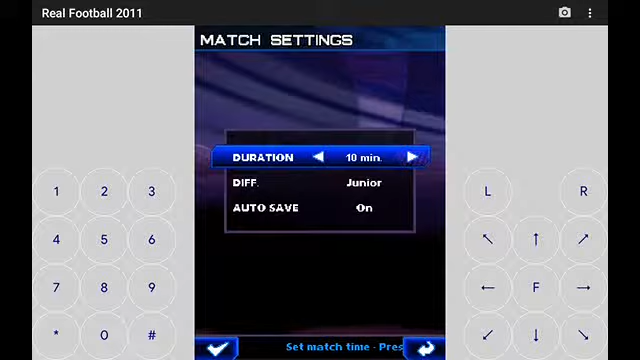 Real Football 2011
MATCH SETTINGS
DURATION 10 min.
DIFF. Junior
AUTO SAVE On
Set match time - Pres
1 2 3
4 5 6
7 8 9
* 0 #
L R
F